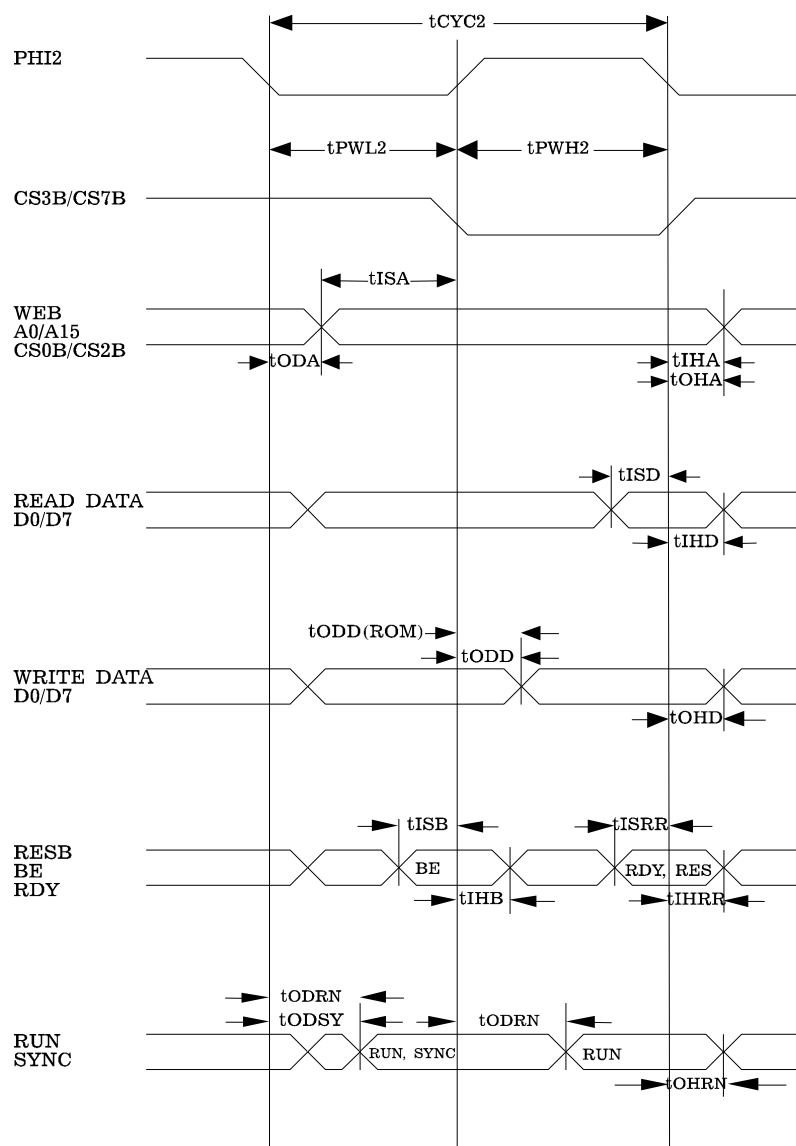 tCYC2
PHI2
tPWL2 tPWH2
CS3B/CS7B
tISA
WEB
A0/A15
CS0B/CS2B
tODA tIHA
tOHA
tISD
READ DATA
D0/D7
tIHD
tODD(ROM)
tODD
WRITE DATA
D0/D7
tOHD
tISB tISRR
RESB
BE
RDY
BE RDY, RES
tIHB tIHRR
tODRN
tODSY tODRN
RUN
SYNC
RUN, SYNC RUN
tOHRN